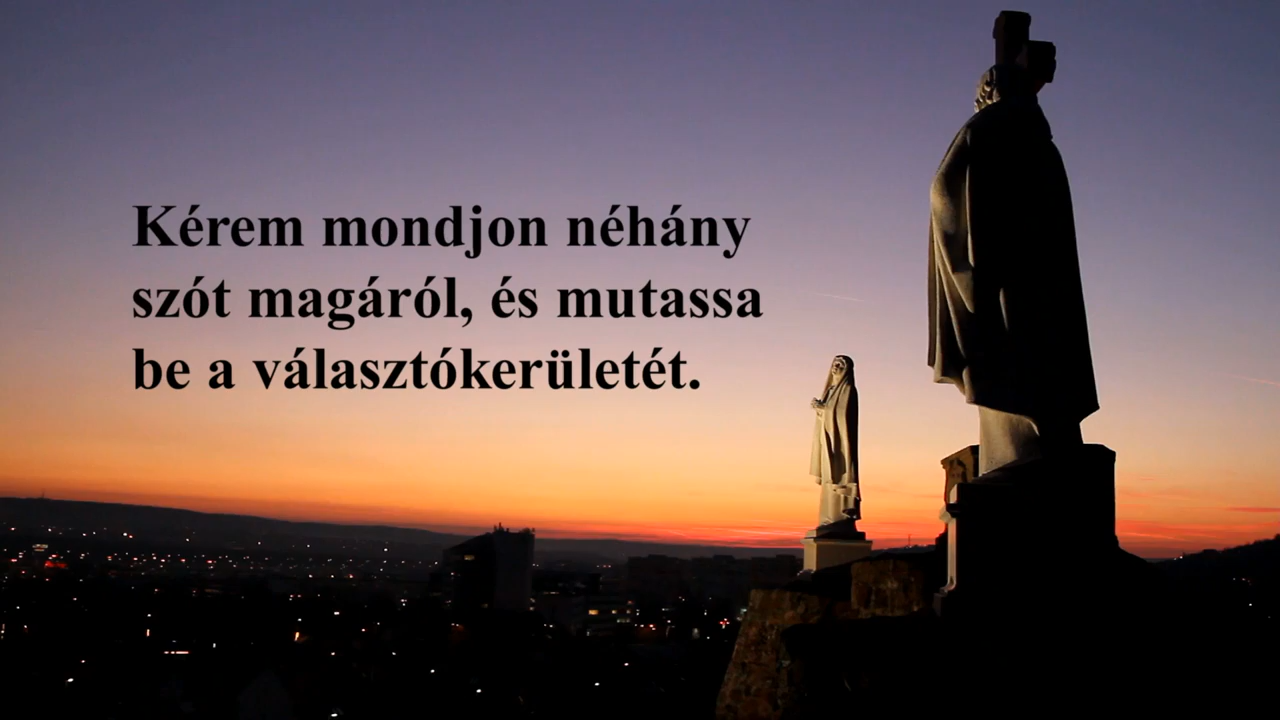 Kérem mondjon néhány
szót magáról, és mutassa
be a választókerületét.